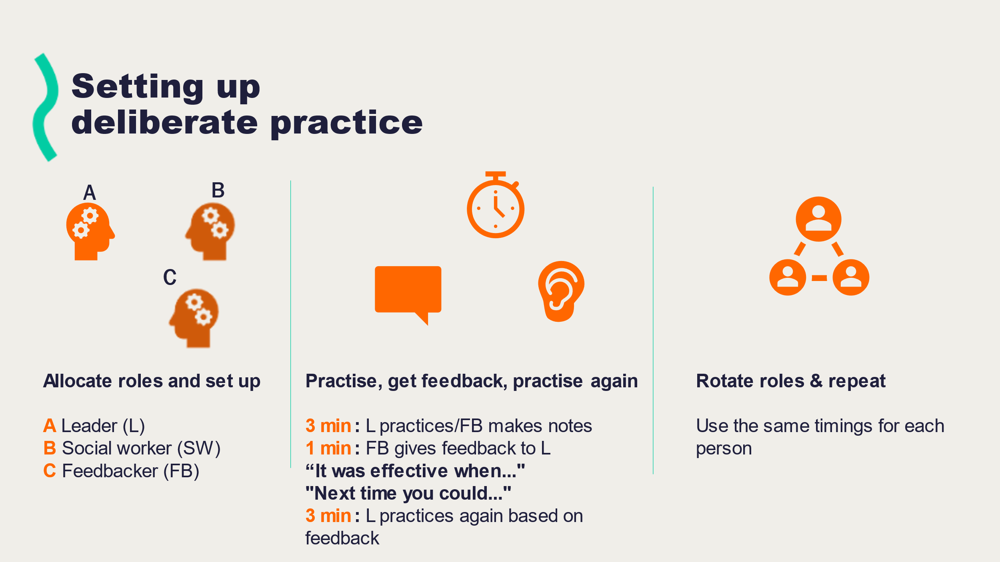 Setting up
deliberate practice
A
B
C
Allocate roles and set up
A Leader (L)
B Social worker (SW)
C Feedbacker (FB)
Practise, get feedback, practise again
3 min : L practices/FB makes notes
1 min : FB gives feedback to L
“It was effective when..."
"Next time you could..."
3 min : L practices again based on
feedback
Rotate roles & repeat
Use the same timings for each
person